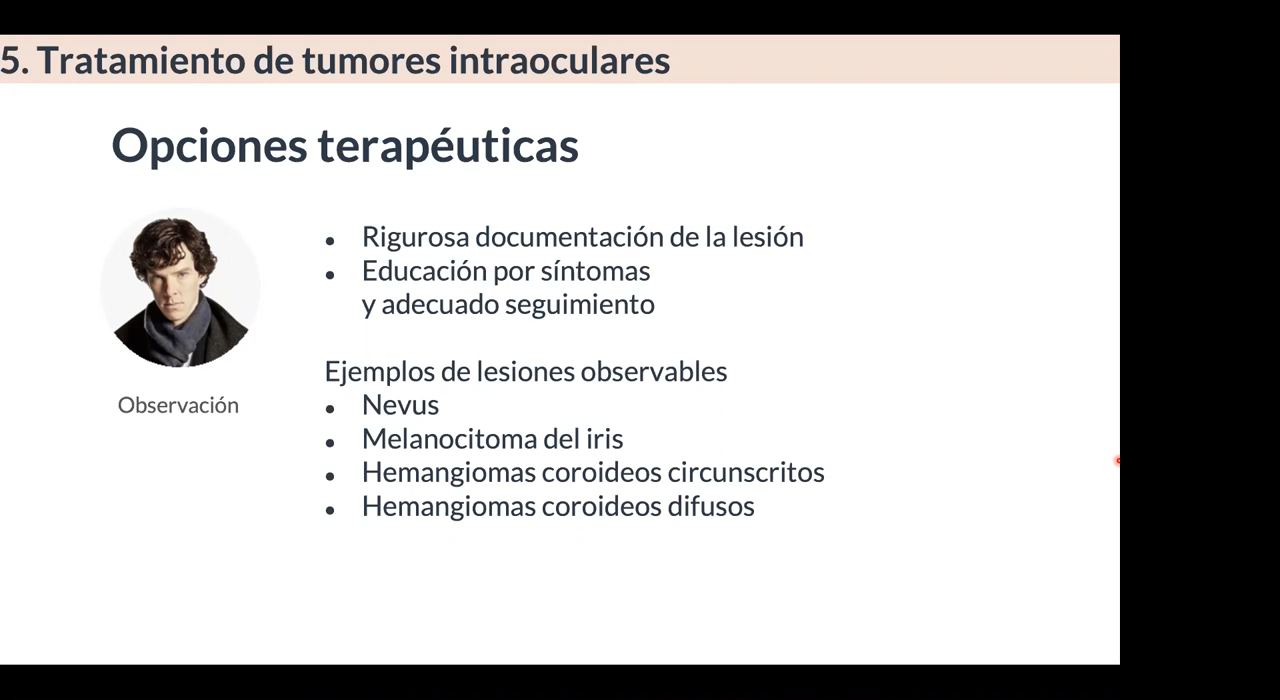 5. Tratamiento de tumores intraoculares
Opciones terapéuticas
• Rigurosa documentación de la lesión
• Educación por síntomas
y adecuado seguimiento
Ejemplos de lesiones observables
• Nevus
• Melanocitoma del iris
• Hemangiomas coroideos circunscritos
• Hemangiomas coroideos difusos
Observación